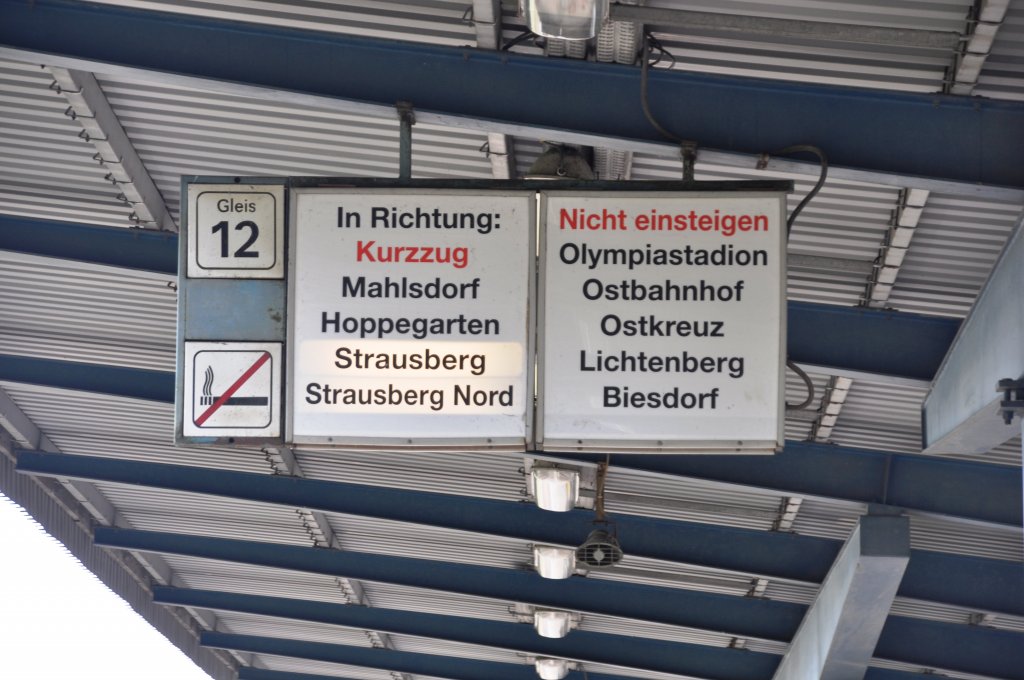 Gleis
12
In Richtung:
Kurzzug
Mahlsdorf
Hoppegarten
Strausberg
Strausberg Nord
Nicht einsteigen
Olympiastadion
Ostbahnhof
Ostkreuz
Lichtenberg
Biesdorf